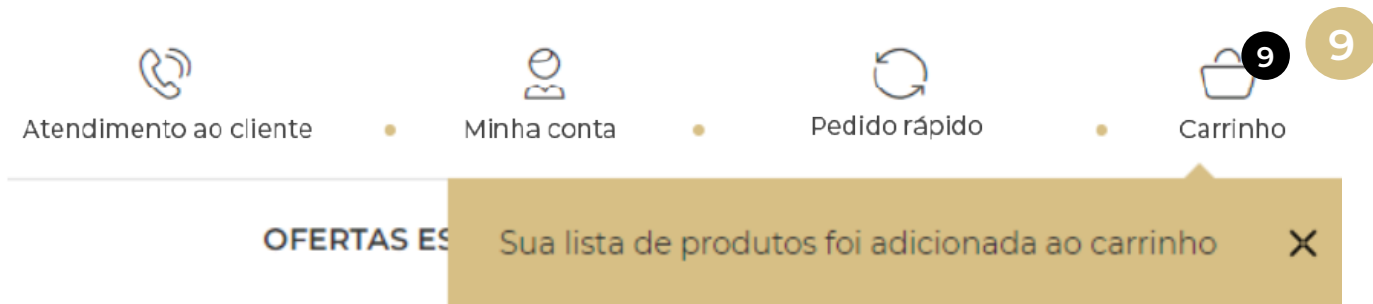 9
9
Atendimento ao cliente
Minha conta
Pedido rápido
Carrinho
OFERTAS ES
Sua lista de produtos foi adicionada ao carrinho